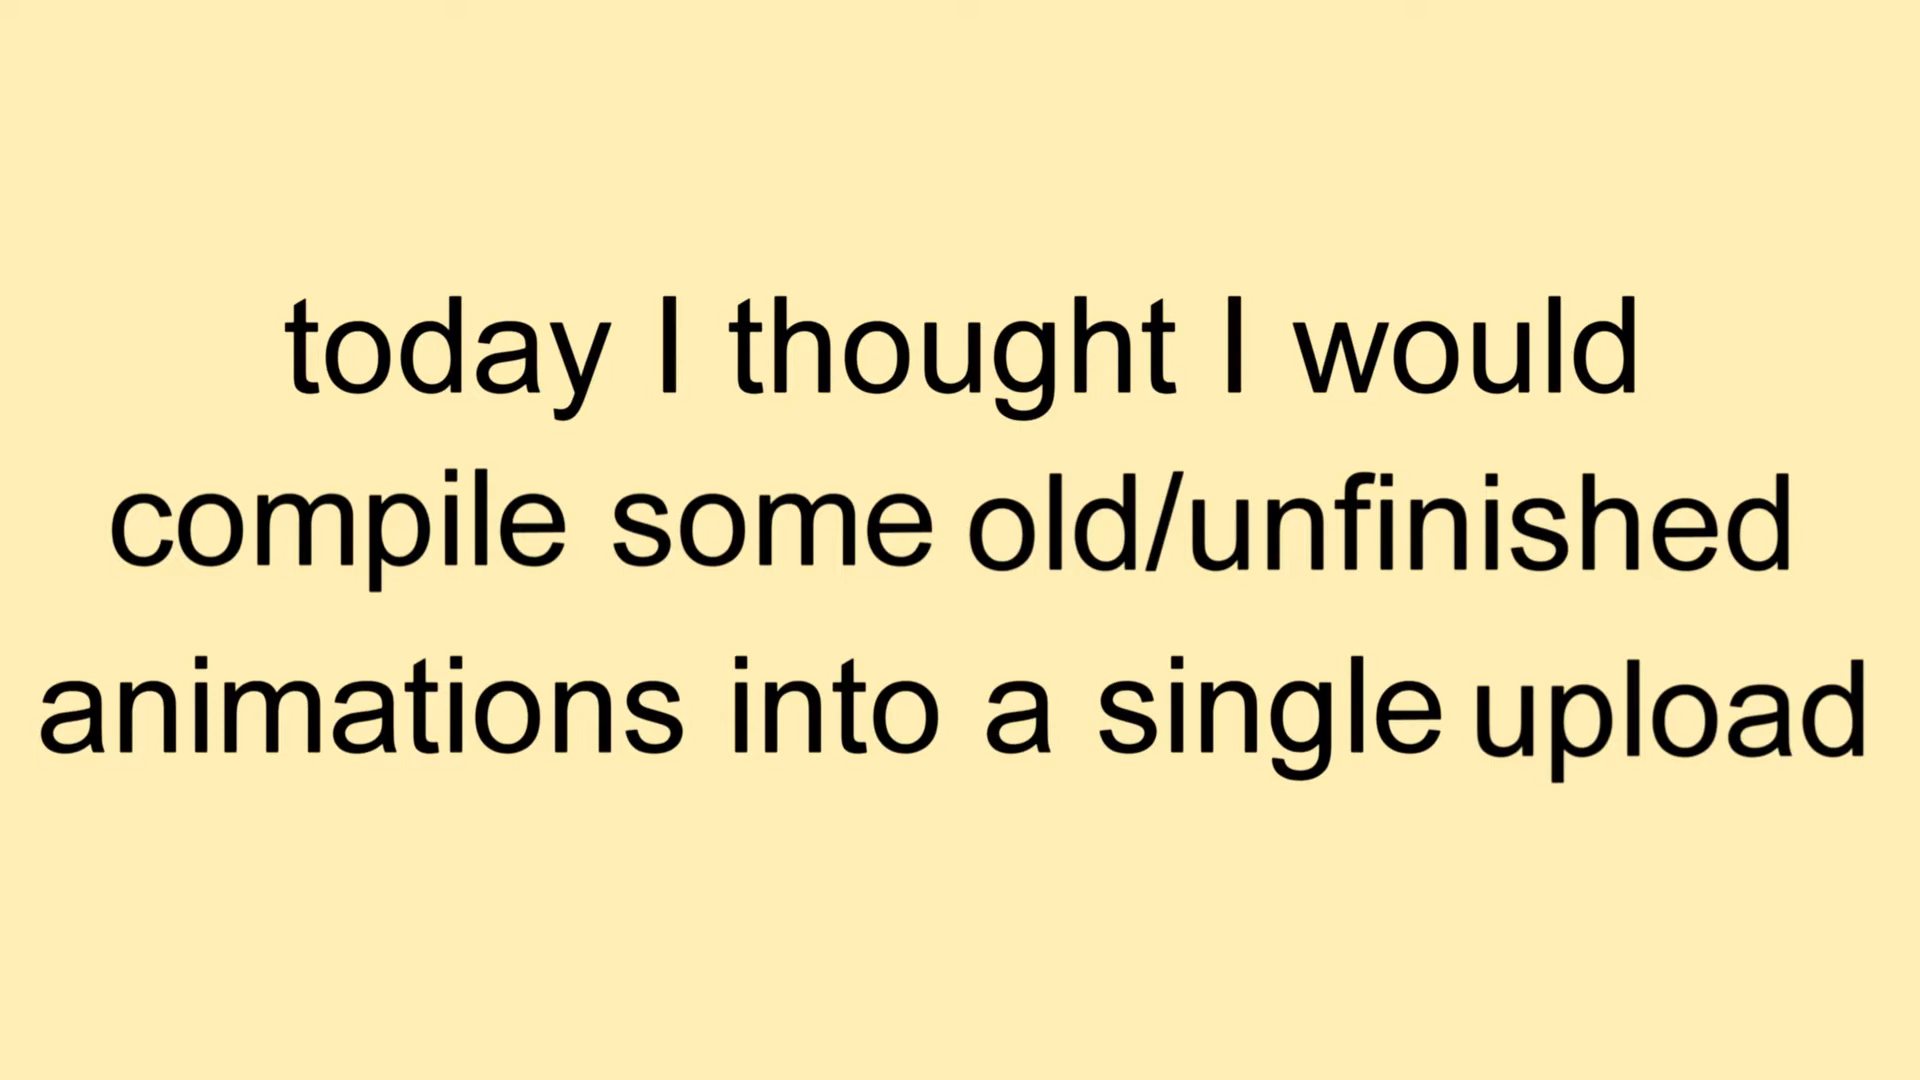 today I thought I would
compile some old/unfinished
animations into a single upload